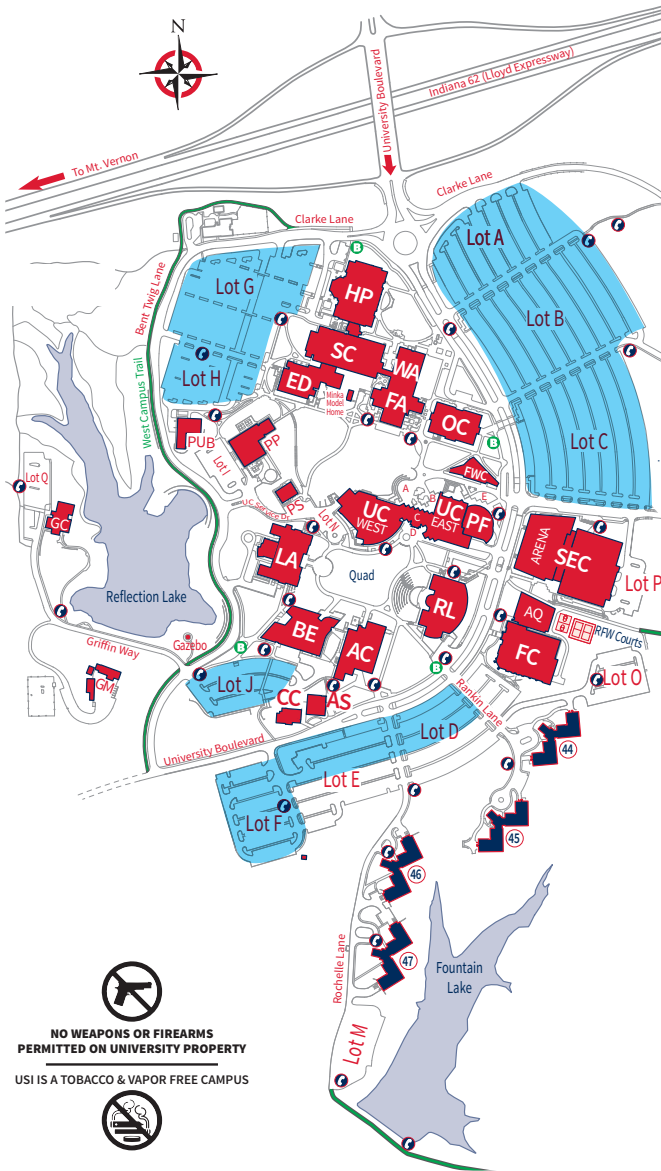 N
University Boulevard
Indiana 62 (Lloyd Expressway)
To Mt. Vernon
Clarke Lane
Clarke Lane
B
Lot A
Bent Twig Lane
Lot G
HP
Lot B
SC
WA
Lot H
ED
Minka
Model
Home
FA
West Campus Trail
OC
Lot C
PUB
PP
B
Lot I
FWC
Lot Q
A
B
E
PS
UC Service Dr
Lot N
UC
WEST
C
UC
EAST
PF
D
GC
ARENA
SEC
LA
Quad
Lot P
Reflection Lake
RL
AQ
RFW Courts
BE
Griffin Way
Gazebo
B
AC
FC
B
GM
Lot J
Rankin Lane
Lot O
CC
AS
Lot D
University Boulevard
44
Lot E
Lot F
45
46
47
Rochelle Lane
Fountain
Lake
Lot M
NO WEAPONS OR FIREARMS
PERMITTED ON UNIVERSITY PROPERTY
USI IS A TOBACCO & VAPOR FREE CAMPUS